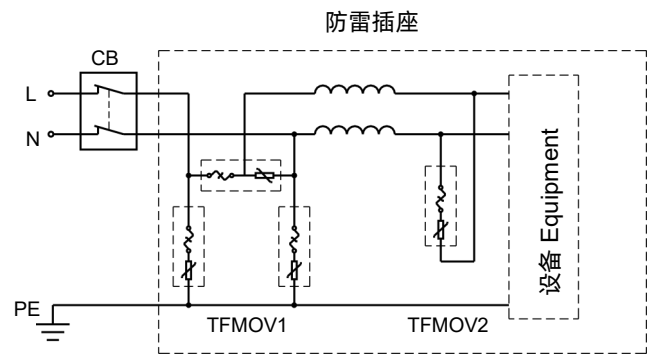 防雷插座
CB
L
N
设备 Equipment
PE
TFMOV1
TFMOV2